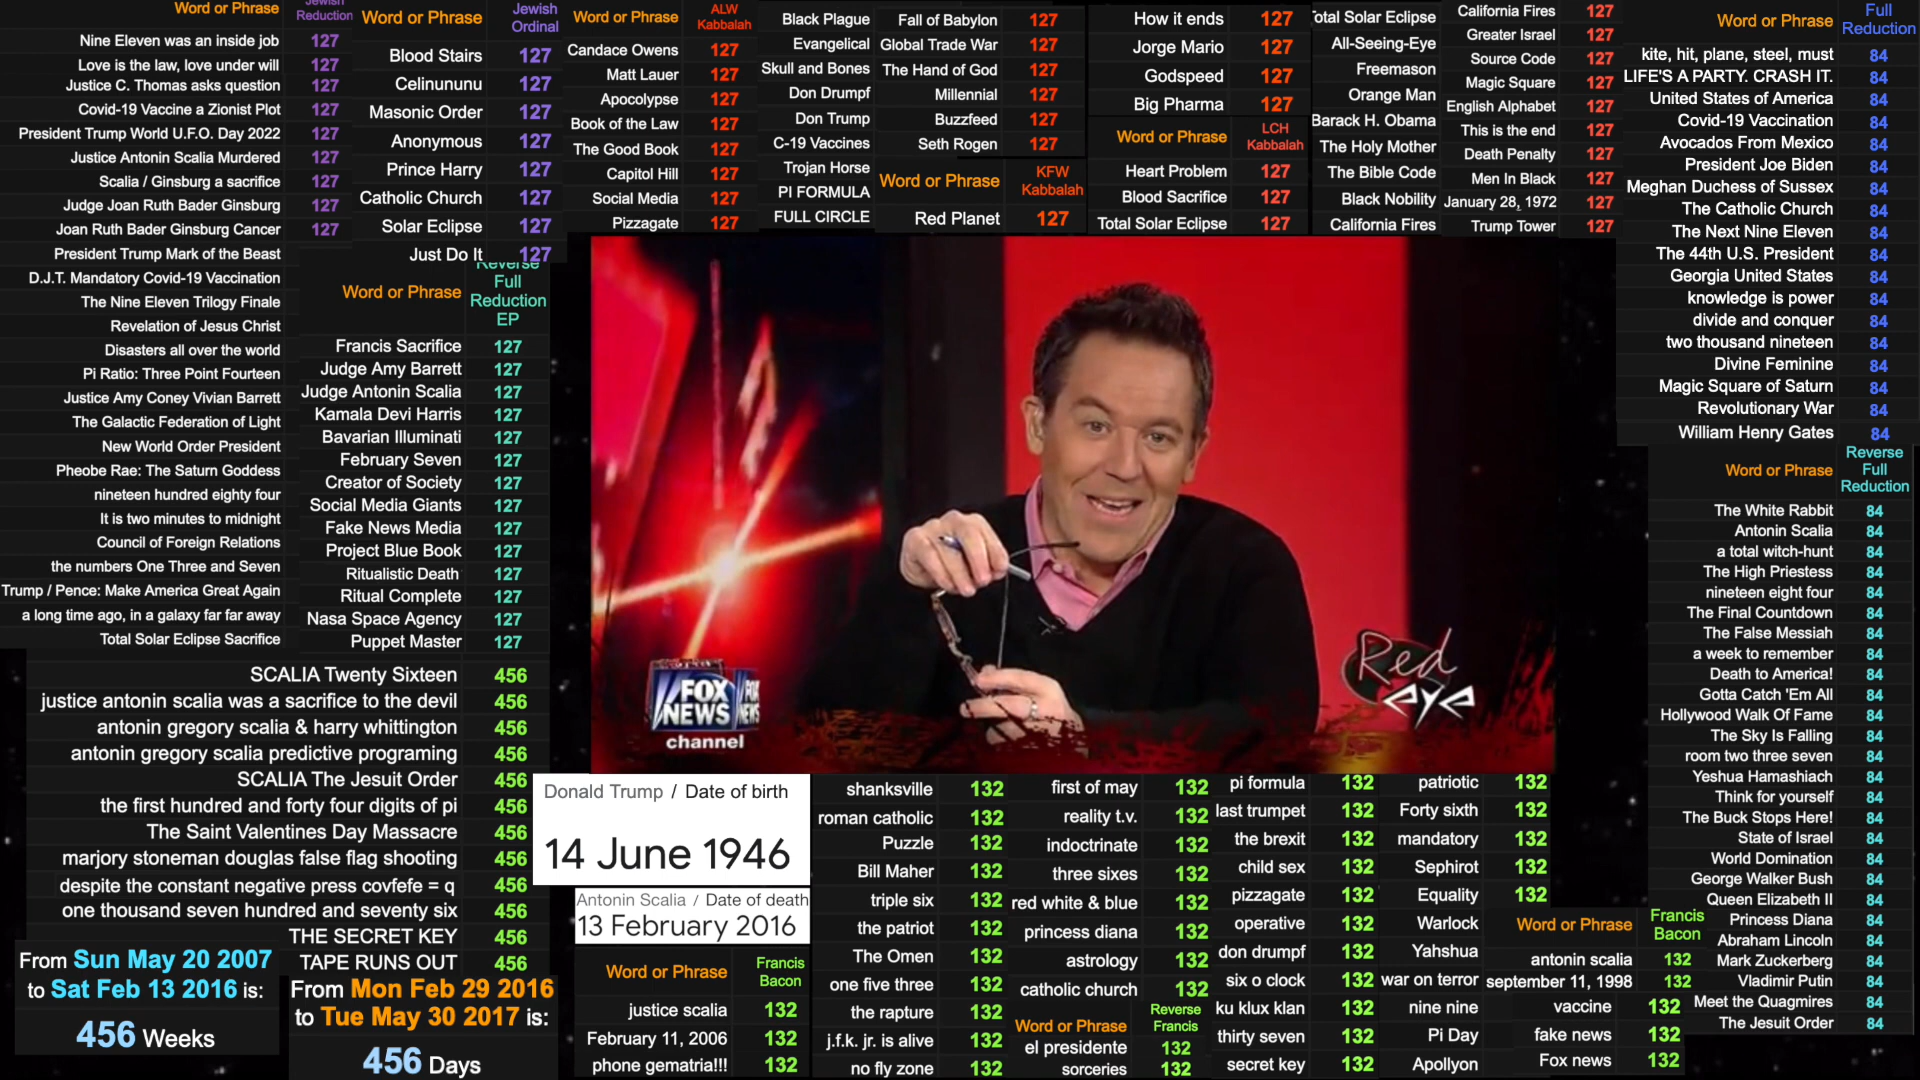 Word or Phrase Jewish Reduction
Nine Eleven was an inside job 127
Love is the law, love under will 127
Justice C. Thomas asks question 127
Covid-19 Vaccine a Zionist Plot 127
President Trump World U.F.O. Day 2022 127
Justice Antonin Scalia Murdered 127
Scalia / Ginsburg a sacrifice 127
Judge Joan Ruth Bader Ginsburg 127
Joan Ruth Bader Ginsburg Cancer 127
President Trump Mark of the Beast
D.J.T. Mandatory Covid-19 Vaccination
The Nine Eleven Trilogy Finale
Revelation of Jesus Christ
Disasters all over the world
Pi Ratio: Three Point Fourteen
Justice Amy Coney Vivian Barrett
The Galactic Federation of Light
New World Order President
Pheobe Rae: The Saturn Goddess
nineteen hundred eighty four
It is two minutes to midnight
Council of Foreign Relations
the numbers One Three and Seven
Trump / Pence: Make America Great Again
a long time ago, in a galaxy far far away
Total Solar Eclipse Sacrifice
Word or Phrase Jewish Ordinal
Blood Stairs 127
Celinununu 127
Masonic Order 127
Anonymous 127
Prince Harry 127
Catholic Church 127
Solar Eclipse 127
Just Do It 127
Word or Phrase Reverse Full Reduction EP
Francis Sacrifice 127
Judge Amy Barrett 127
Judge Antonin Scalia 127
Kamala Devi Harris 127
Bavarian Illuminati 127
February Seven 127
Creator of Society 127
Social Media Giants 127
Fake News Media 127
Project Blue Book 127
Ritualistic Death 127
Ritual Complete 127
Nasa Space Agency 127
Puppet Master 127
Word or Phrase ALW Kabbalah
Candace Owens 127
Matt Lauer 127
Apocolypse 127
Book of the Law 127
The Good Book 127
Capitol Hill 127
Social Media 127
Pizzagate 127
Black Plague
Evangelical
Skull and Bones
Don Drumpf
Don Trump
C-19 Vaccines
Trojan Horse
PI FORMULA
FULL CIRCLE
Fall of Babylon 127
Global Trade War 127
The Hand of God 127
Millennial 127
Buzzfeed 127
Seth Rogen 127
Word or Phrase KFW Kabbalah
Red Planet 127
How it ends 127
Jorge Mario 127
Godspeed 127
Big Pharma 127
Word or Phrase LCH Kabbalah
Heart Problem 127
Blood Sacrifice 127
Total Solar Eclipse 127
Total Solar Eclipse
All-Seeing-Eye
Freemason
Orange Man
Barack H. Obama
The Holy Mother
The Bible Code
Black Nobility
California Fires
California Fires 127
Greater Israel 127
Source Code 127
Magic Square 127
English Alphabet 127
This is the end 127
Death Penalty 127
Men In Black 127
January 28, 1972 127
Trump Tower 127
Word or Phrase Full Reduction
kite, hit, plane, steel, must 84
LIFE'S A PARTY. CRASH IT. 84
United States of America 84
Covid-19 Vaccination 84
Avocados From Mexico 84
President Joe Biden 84
Meghan Duchess of Sussex 84
The Catholic Church 84
The Next Nine Eleven 84
The 44th U.S. President 84
Georgia United States 84
knowledge is power 84
divide and conquer 84
two thousand nineteen 84
Divine Feminine 84
Magic Square of Saturn 84
Revolutionary War 84
William Henry Gates 84
Word or Phrase Reverse Full Reduction
The White Rabbit 84
Antonin Scalia 84
a total witch-hunt 84
The High Priestess 84
nineteen eight four 84
The Final Countdown 84
The False Messiah 84
a week to remember 84
Death to America! 84
Gotta Catch 'Em All 84
Hollywood Walk Of Fame 84
The Sky Is Falling 84
room two three seven 84
Yeshua Hamashiach 84
Think for yourself 84
The Buck Stops Here! 84
State of Israel 84
World Domination 84
George Walker Bush 84
Queen Elizabeth II 84
Princess Diana 84
Abraham Lincoln 84
Mark Zuckerberg 84
Vladimir Putin 84
Meet the Quagmires 84
The Jesuit Order 84
Red eye
FOX NEWS
channel
SCALIA Twenty Sixteen 456
justice antonin scalia was a sacrifice to the devil 456
antonin gregory scalia & harry whittington 456
antonin gregory scalia predictive programing 456
SCALIA The Jesuit Order 456
the first hundred and forty four digits of pi 456
The Saint Valentines Day Massacre 456
marjory stoneman douglas false flag shooting 456
despite the constant negative press covfefe = q 456
one thousand seven hundred and seventy six 456
THE SECRET KEY 456
TAPE RUNS OUT 456
From Sun May 20 2007
to Sat Feb 13 2016 is:
456 Weeks
From Mon Feb 29 2016
to Tue May 30 2017 is:
456 Days
Donald Trump / Date of birth
14 June 1946
Antonin Scalia / Date of death
13 February 2016
Word or Phrase Francis Bacon
justice scalia 132
February 11, 2006 132
phone gematria!!! 132
shanksville 132
roman catholic 132
Puzzle 132
Bill Maher 132
triple six 132
the patriot 132
The Omen 132
one five three 132
the rapture 132
j.f.k. jr. is alive 132
no fly zone 132
first of may 132
reality t.v. 132
indoctrinate 132
three sixes 132
red white & blue 132
princess diana 132
astrology 132
catholic church 132
Word or Phrase Reverse Francis
el presidente 132
sorceries 132
pi formula 132
last trumpet 132
the brexit 132
child sex 132
pizzagate 132
operative 132
don drumpf 132
six o clock 132
ku klux klan 132
thirty seven 132
secret key 132
patriotic 132
Forty sixth 132
mandatory 132
Sephirot 132
Equality 132
Warlock
Yahshua
war on terror
nine nine
Pi Day
Apollyon
Word or Phrase Francis Bacon
antonin scalia 132
september 11, 1998 132
vaccine 132
fake news 132
Fox news 132